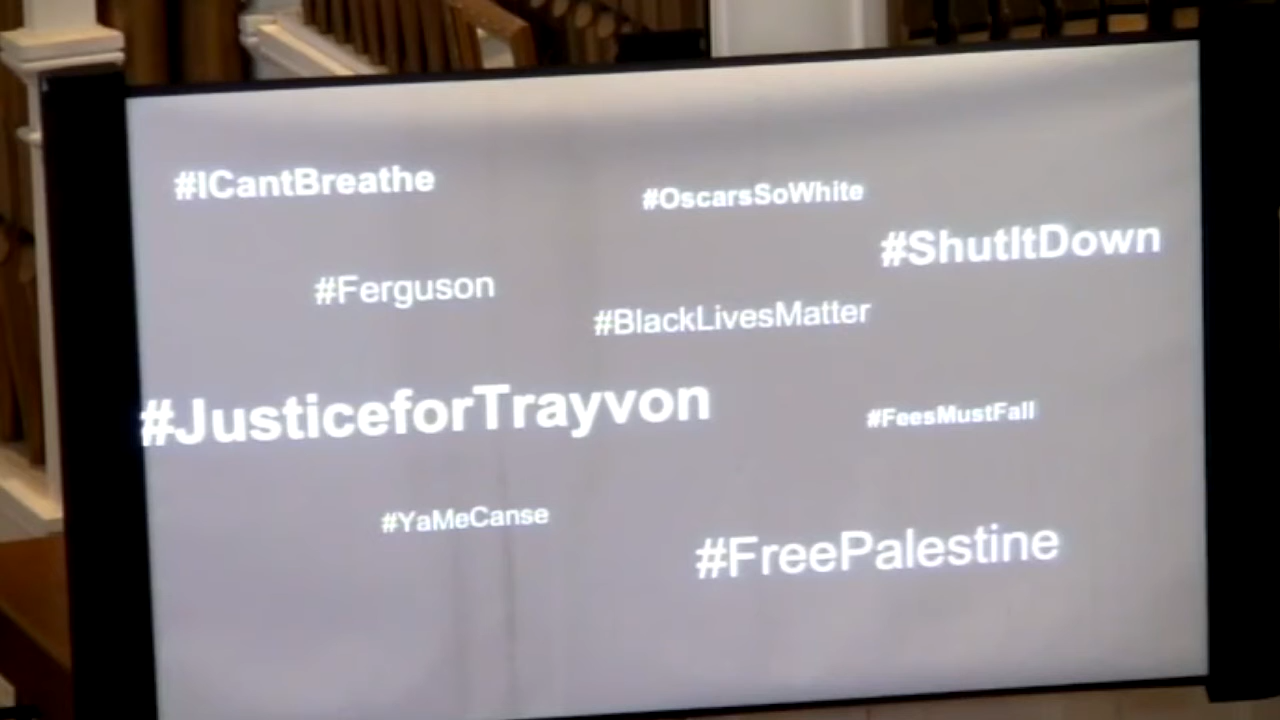 #ICantBreathe
#OscarsSoWhite
#ShutItDown
#Ferguson
#BlackLivesMatter
#JusticeforTrayvon
#FeesMustFall
#YaMeCanse
#FreePalestine